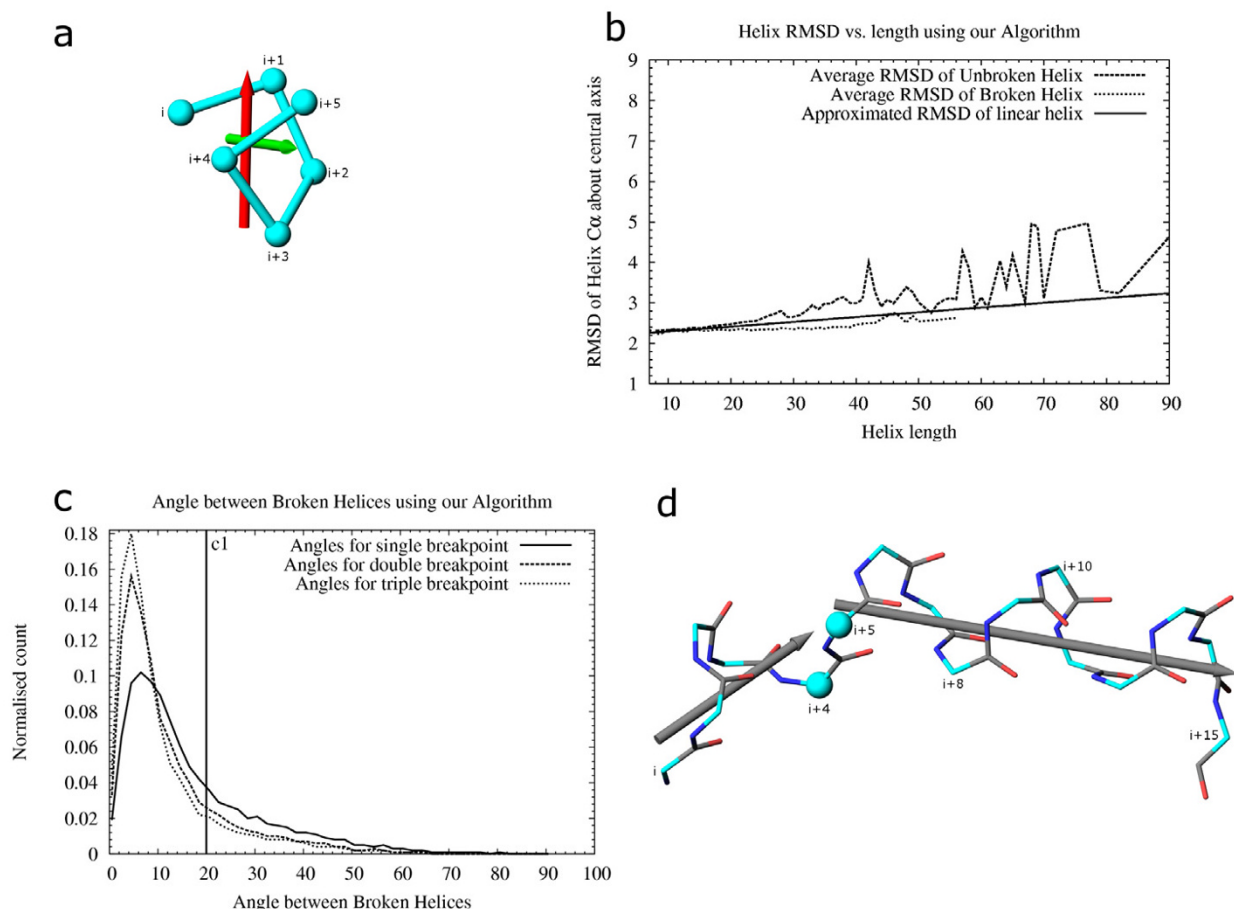 a
i
i+1
i+5
i+4
i+2
i+3
b
Helix RMSD vs. length using our Algorithm
RMSD of Helix Cα about central axis
9
8
7
6
5
4
3
2
1
Average RMSD of Unbroken Helix
Average RMSD of Broken Helix
Approximated RMSD of linear helix
10 20 30 40 50 60 70 80 90
Helix length
c
Angle between Broken Helices using our Algorithm
Normalised count
0.18
0.16
0.14
0.12
0.1
0.08
0.06
0.04
0.02
0
c1
Angles for single breakpoint
Angles for double breakpoint
Angles for triple breakpoint
0 10 20 30 40 50 60 70 80 90 100
Angle between Broken Helices
d
i+10
i+5
i+8
i+4
i+15
i